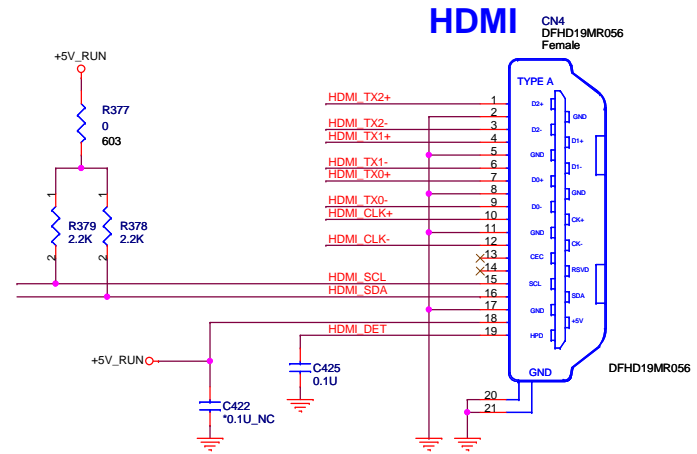 HDMI
CN4
DFHD19MR056
Female
+5V_RUN
R377
0
603
1
1
R379
2.2K
R378
2.2K
2
2
HDMI_TX2+
HDMI_TX2-
HDMI_TX1+
HDMI_TX1-
HDMI_TX0+
HDMI_TX0-
HDMI_CLK+
HDMI_CLK-
HDMI_SCL
HDMI_SDA
HDMI_DET
1
2
3
4
5
6
7
8
9
10
11
12
13
14
15
16
17
18
19
TYPE A
D2+
GND
D2-
D1+
GND
D1-
D0+
GND
D0-
CK+
GND
CK-
CEC
RSVD
SCL
SDA
GND
+5V
HPD
GND
DFHD19MR056
20
21
+5V_RUN
C425
0.1U
C422
*0.1U_NC